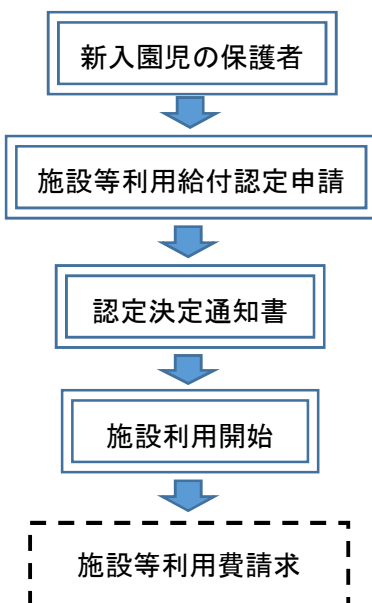 新入園児の保護者
施設等利用給付認定申請
認定決定通知書
施設利用開始
施設等利用費請求